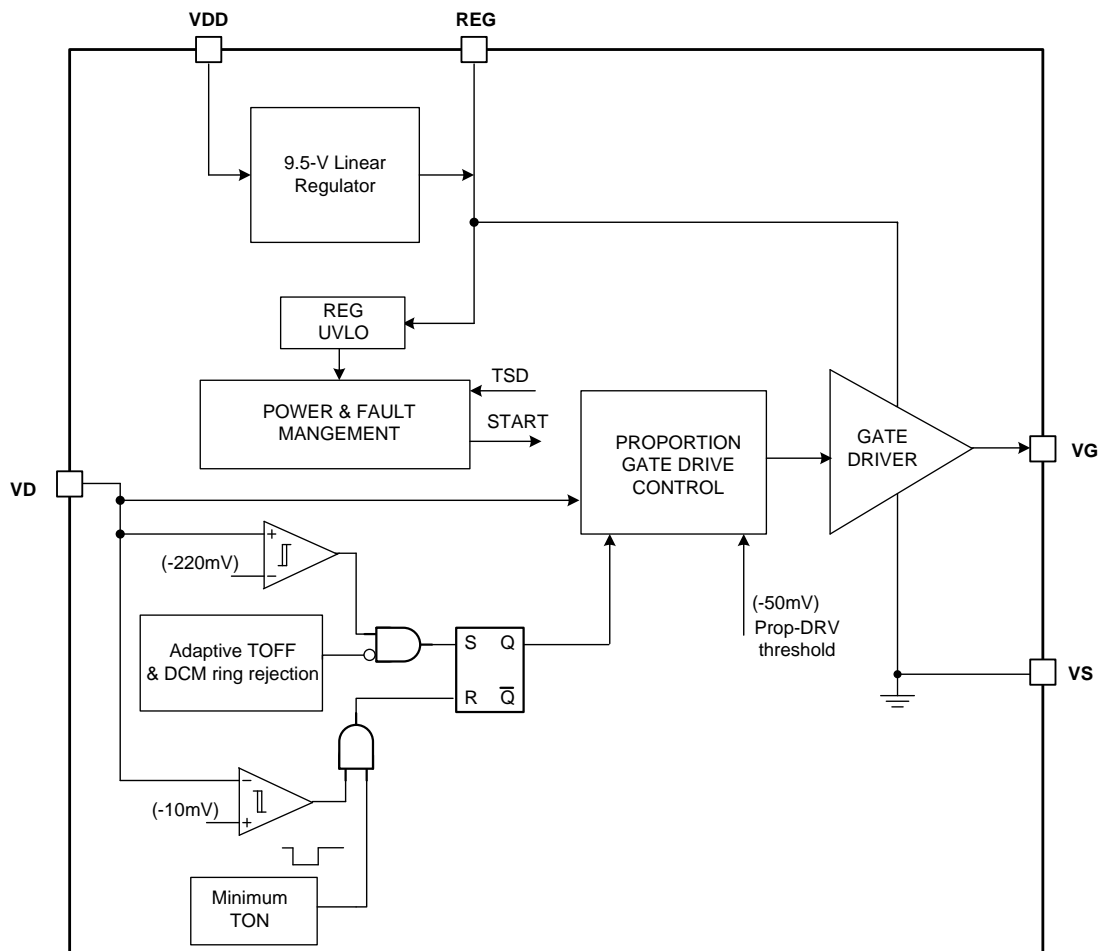 VDD
REG
9.5-V Linear
Regulator
REG
UVLO
TSD
POWER & FAULT
MANGEMENT
START
PROPORTION
GATE DRIVE
CONTROL
GATE
DRIVER
VG
VD
+
(-220mV)
−
(-50mV)
Prop-DRV
threshold
Adaptive TOFF
& DCM ring rejection
S Q
R Q̅
VS
−
(-10mV)
+
Minimum
TON